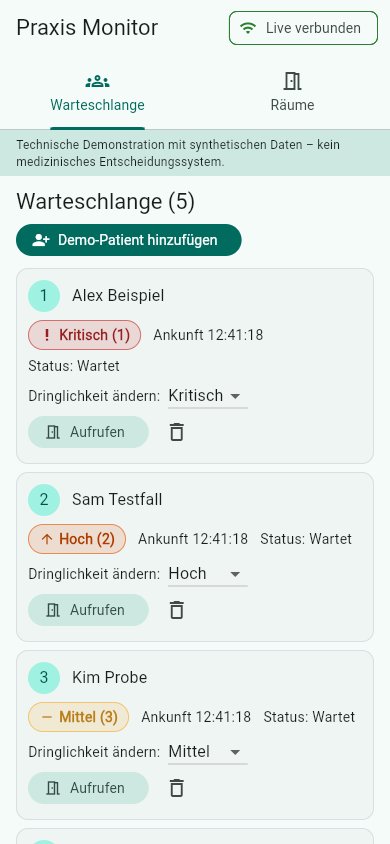 Praxis Monitor
Live verbunden
Warteschlange
Räume
Technische Demonstration mit synthetischen Daten – kein
medizinisches Entscheidungssystem.
Warteschlange (5)
Demo-Patient hinzufügen
1 Alex Beispiel
Kritisch (1) Ankunft 12:41:18
Status: Wartet
Dringlichkeit ändern: Kritisch
Aufrufen
2 Sam Testfall
Hoch (2) Ankunft 12:41:18 Status: Wartet
Dringlichkeit ändern: Hoch
Aufrufen
3 Kim Probe
Mittel (3) Ankunft 12:41:18 Status: Wartet
Dringlichkeit ändern: Mittel
Aufrufen